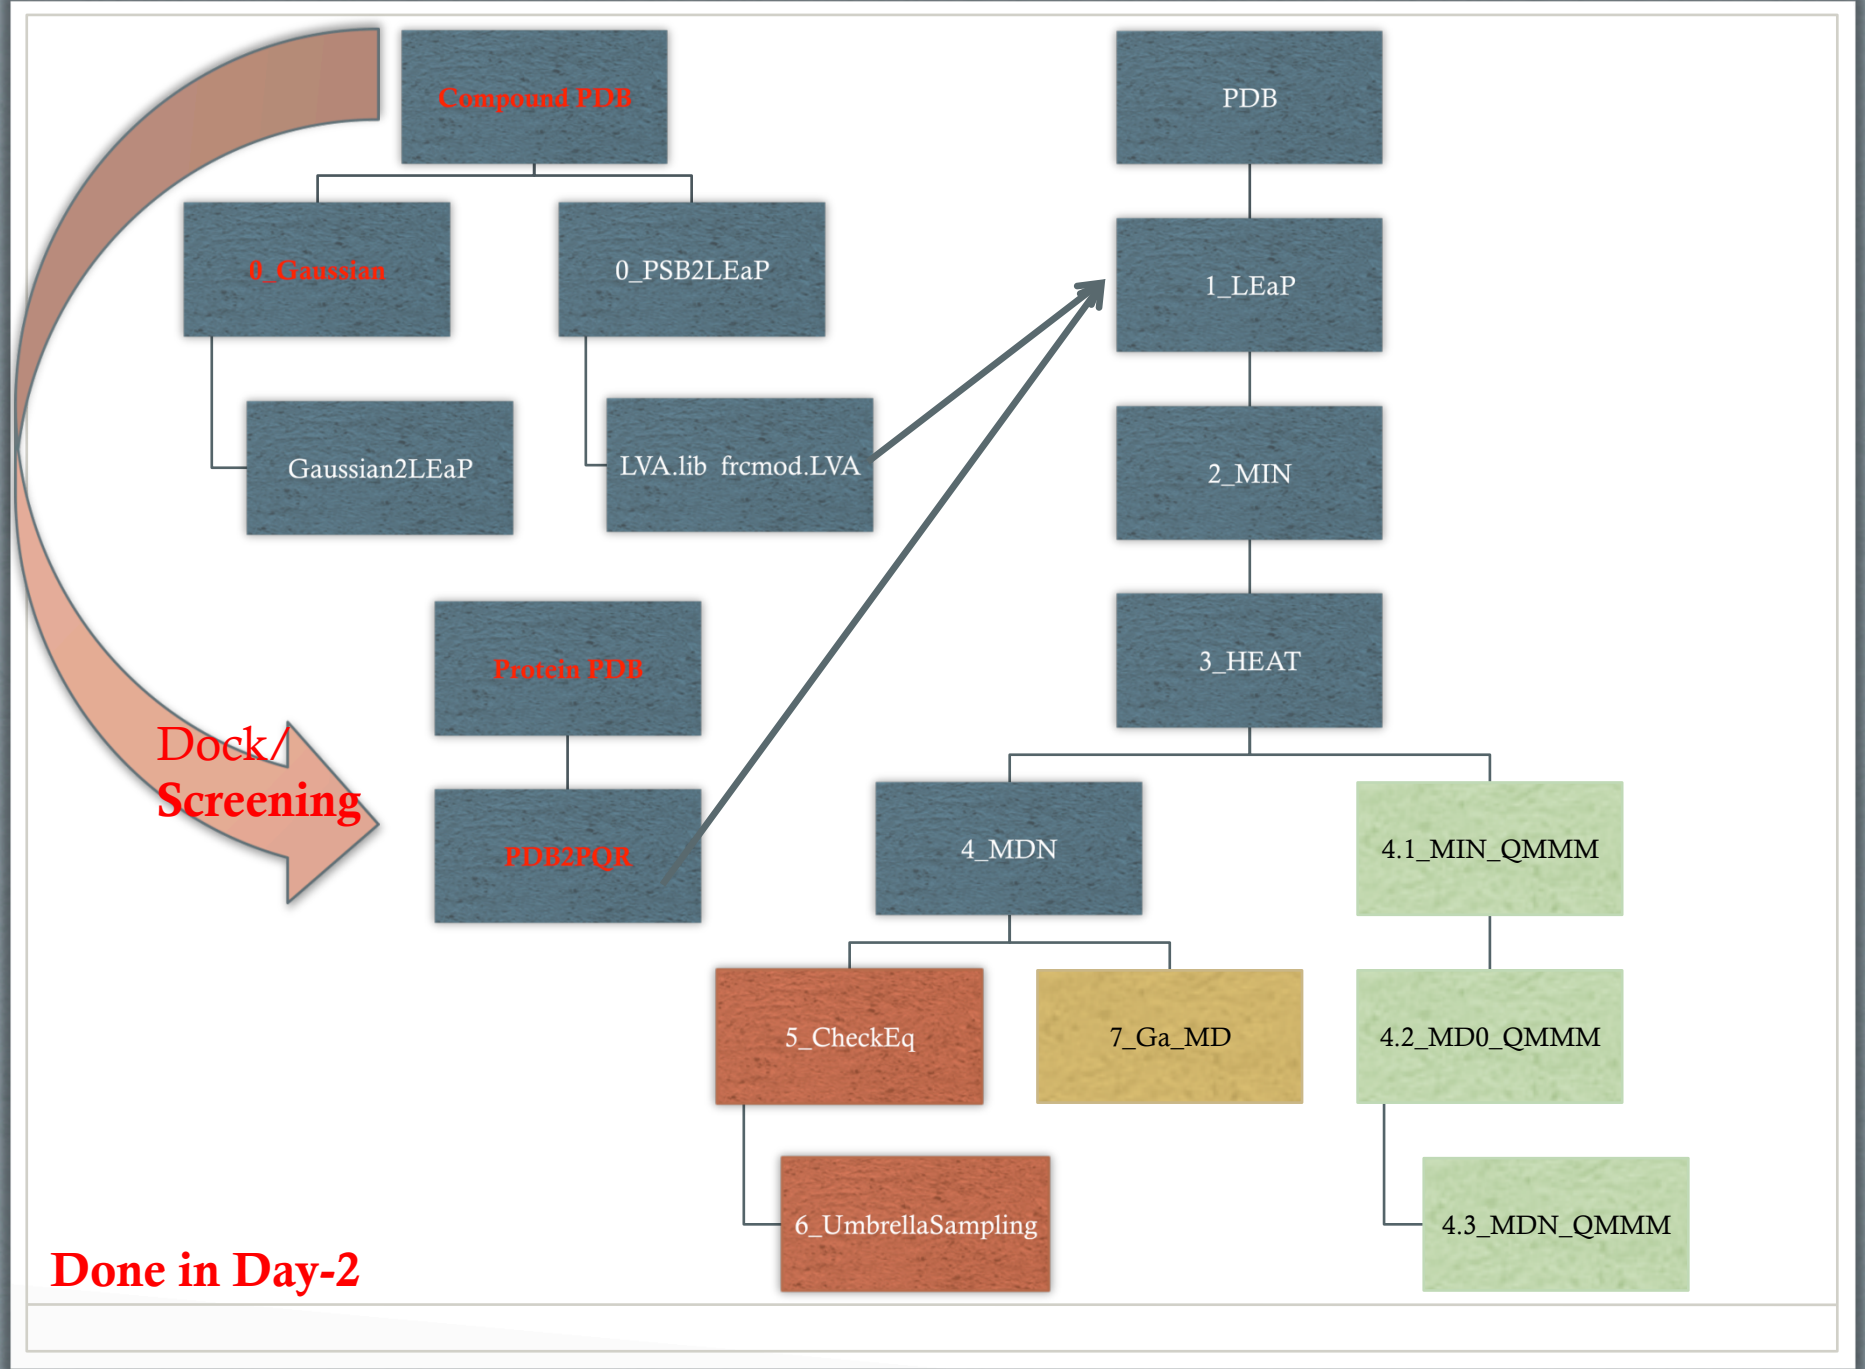 Compound PDB
0_Gaussian
0_PSB2LEaP
Gaussian2LEaP
LVA.lib frcmod.LVA
Protein PDB
PDB2PQR
Dock/
Screening
PDB
1_LEaP
2_MIN
3_HEAT
4_MDN
4.1_MIN_QMMM
5_CheckEq
7_Ga_MD
4.2_MD0_QMMM
6_UmbrellaSampling
4.3_MDN_QMMM
Done in Day-2